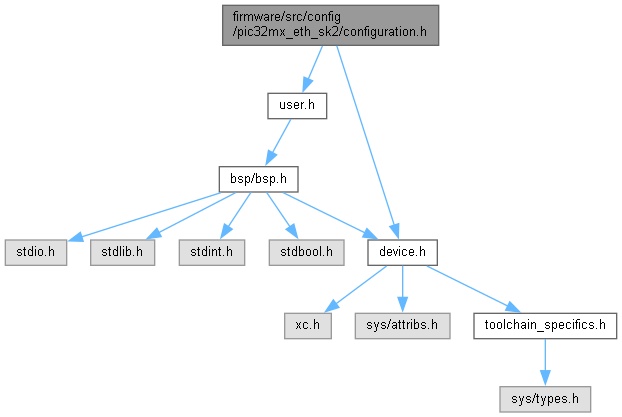 firmware/src/config
/pic32mx_eth_sk2/configuration.h
user.h
bsp/bsp.h
stdio.h
stdlib.h
stdint.h
stdbool.h
device.h
xc.h
sys/attribs.h
toolchain_specifics.h
sys/types.h